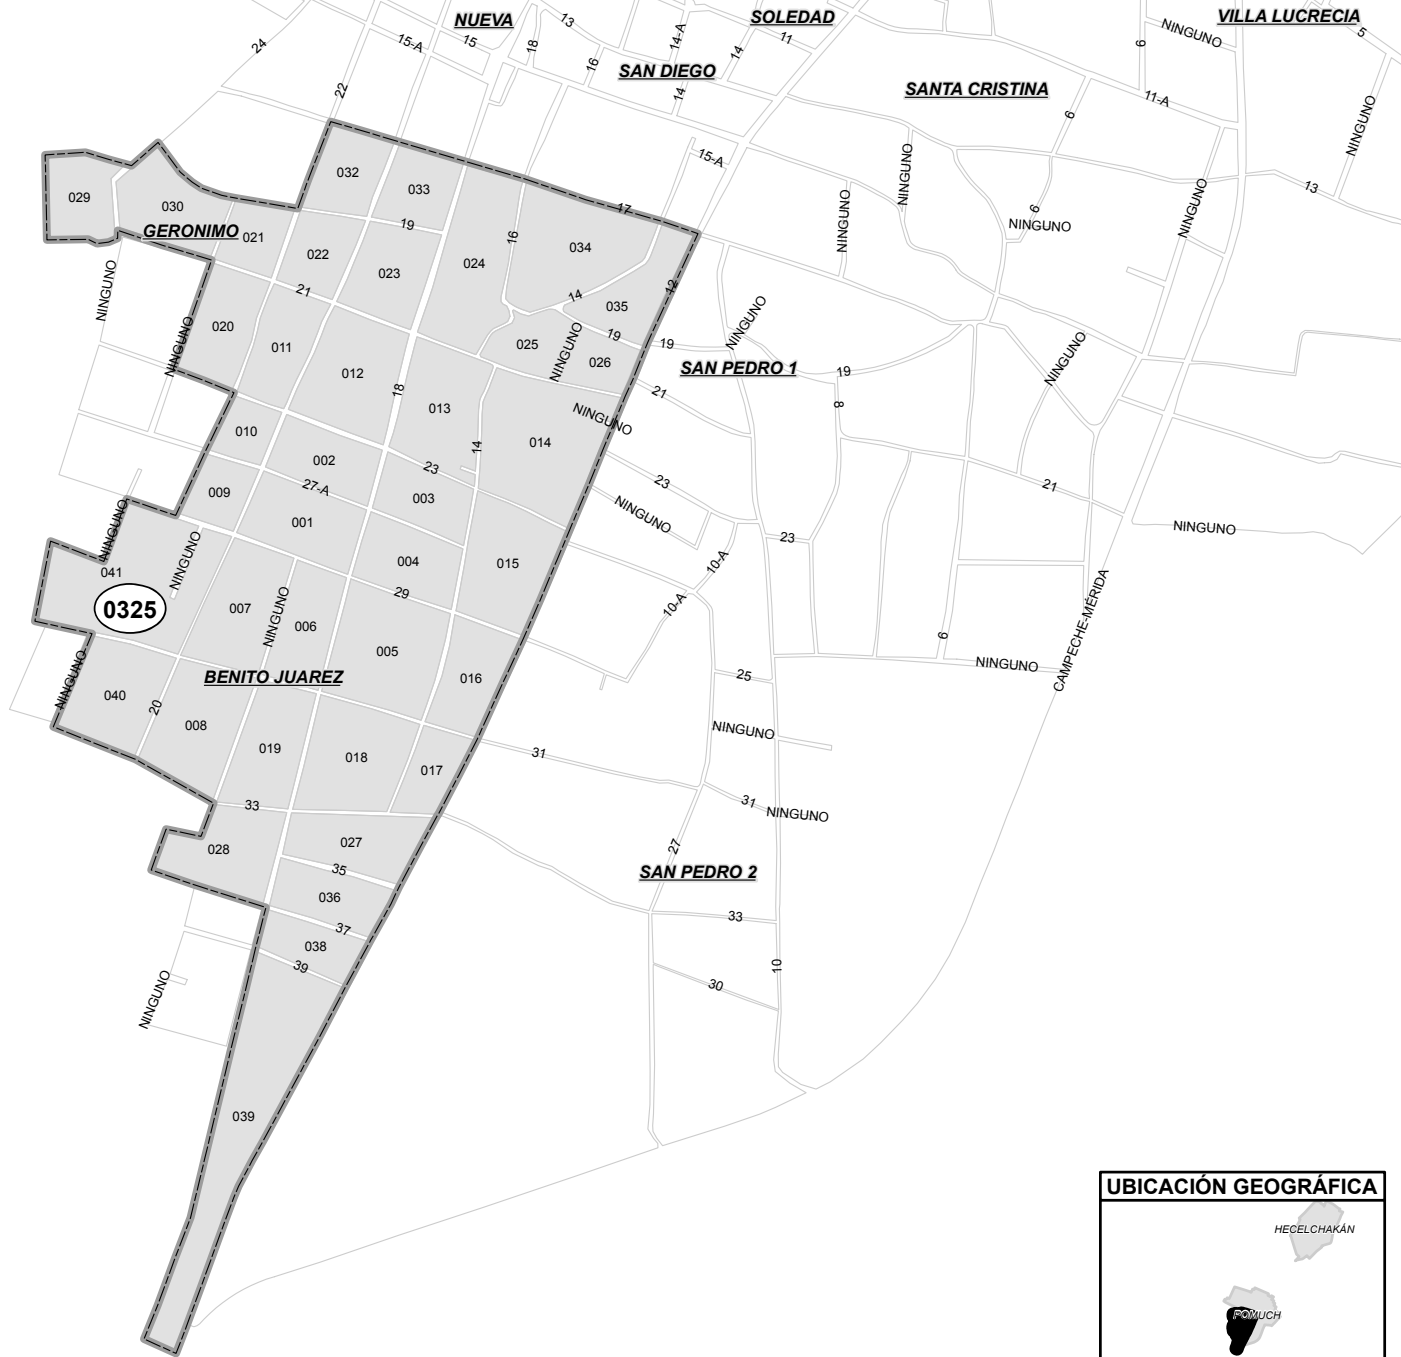 NUEVA
SOLEDAD
VILLA LUCRECIA
13
15-A
15
18
16
14-A
11
14
24
22
SAN DIEGO
14
SANTA CRISTINA
6
NINGUNO
5
11-A
6
NINGUNO
15-A
NINGUNO
NINGUNO
6
NINGUNO
NINGUNO
13
029
030
032
033
GERONIMO
021
022
19
023
024
16
17
034
12
14
035
19
19
025
NINGUNO
026
NINGUNO
NINGUNO
21
020
011
012
18
013
014
14
NINGUNO
SAN PEDRO 1
NINGUNO
19
8
NINGUNO
21
23
21
NINGUNO
010
002
23
009
27-A
003
001
NINGUNO
23
10-A
10-A
NINGUNO
NINGUNO
041
0325
004
015
29
007
NINGUNO
006
005
016
BENITO JUAREZ
NINGUNO
040
20
008
019
018
017
25
NINGUNO
6
NINGUNO
CAMPECHE-MÉRIDA
31
31
NINGUNO
33
028
027
35
27
SAN PEDRO 2
036
37
038
39
33
10
30
NINGUNO
039
UBICACIÓN GEOGRÁFICA
HECELCHAKÁN
POMUCH